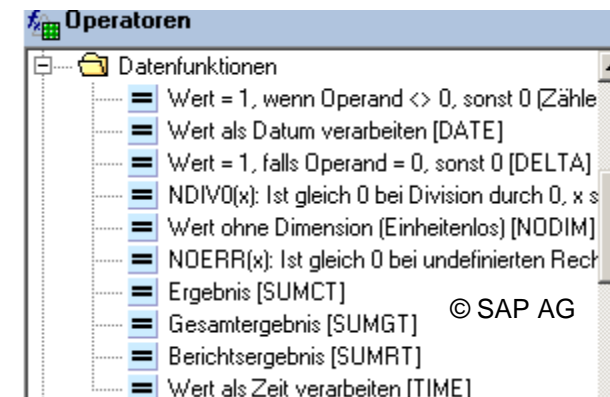 Operatoren
Datenfunktionen
Wert = 1, wenn Operand <> 0, sonst 0 (Zähle
Wert als Datum verarbeiten [DATE]
Wert = 1, falls Operand = 0, sonst 0 [DELTA]
NDIV0(x): Ist gleich 0 bei Division durch 0, x s
Wert ohne Dimension (Einheitenlos) [NODIM]
NOERR(x): Ist gleich 0 bei undefinierten Rech
Ergebnis [SUMCT]
© SAP AG
Gesamtergebnis [SUMGT]
Berichtsergebnis [SUMRT]
Wert als Zeit verarbeiten [TIME]